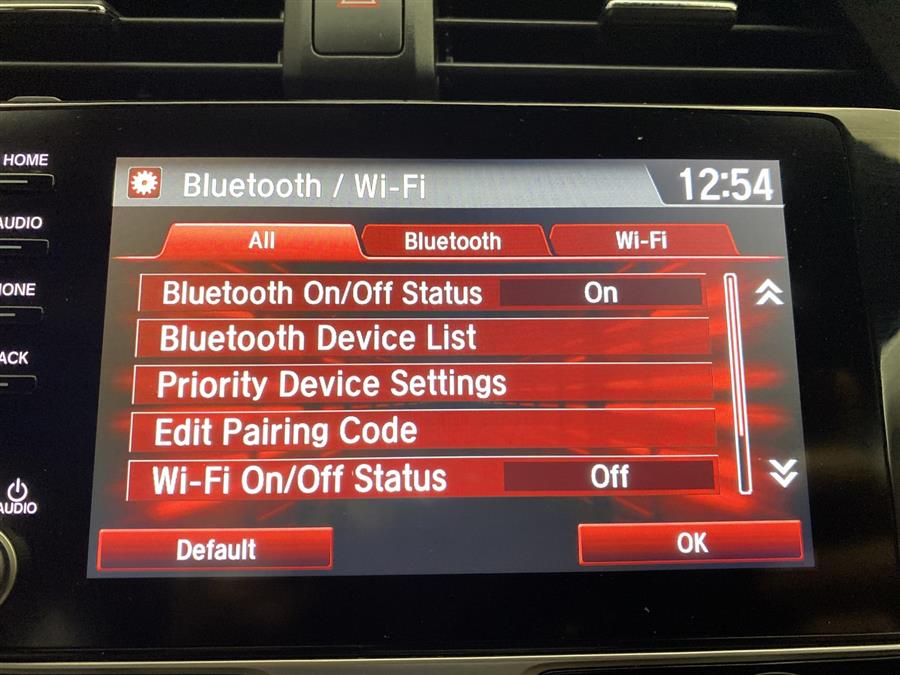 HOME
AUDIO
BACK
AUDIO
Bluetooth / Wi-Fi
12:54
All
Bluetooth
Wi-Fi
Bluetooth On/Off Status
On
Bluetooth Device List
Priority Device Settings
Edit Pairing Code
Wi-Fi On/Off Status
Off
Default
OK